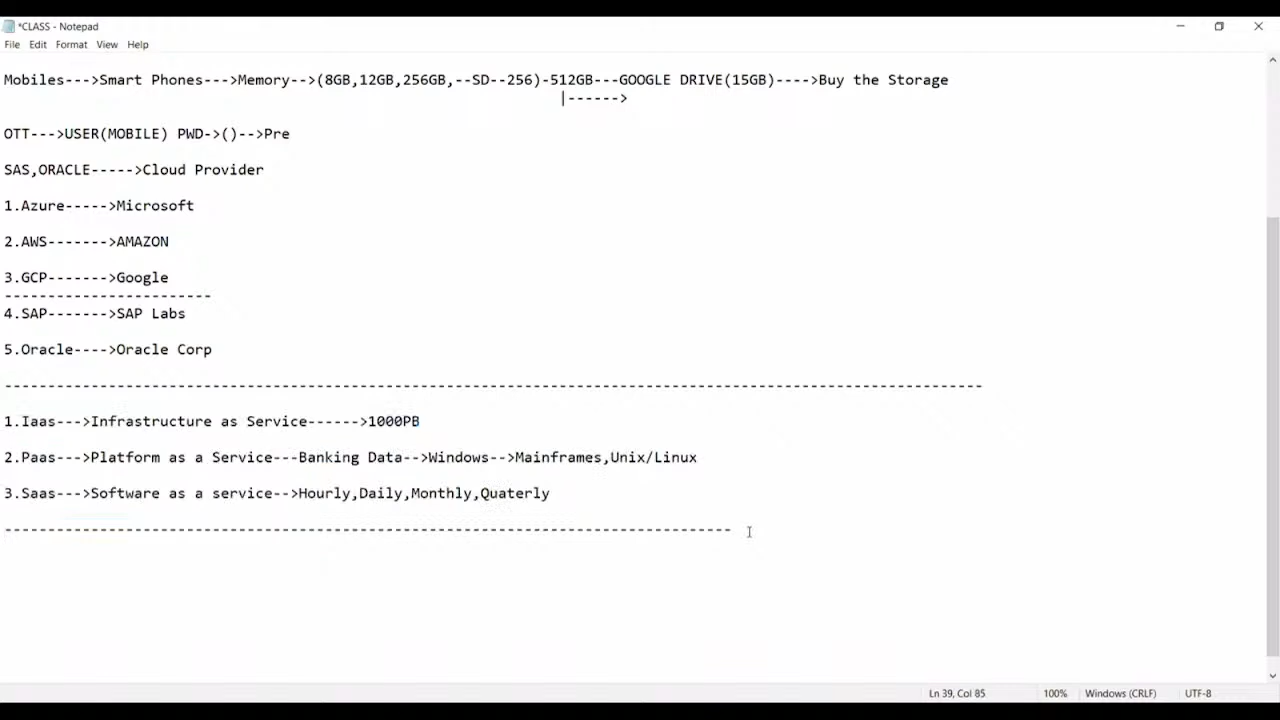 *CLASS - Notepad
File Edit Format View Help
Mobiles--->Smart Phones--->Memory-->(8GB,12GB,256GB,--SD--256)-512GB---GOOGLE DRIVE(15GB)---->Buy the Storage
|------>
OTT--->USER(MOBILE) PWD->()-->Pre
SAS,ORACLE----->Cloud Provider
1.Azure----->Microsoft
2.AWS------->AMAZON
3.GCP------->Google
------------------------
4.SAP------->SAP Labs
5.Oracle---->Oracle Corp
-----------------------------------------------------------------------------------------------------------------
1.Iaas--->Infrastructure as Service------>1000PB
2.Paas--->Platform as a Service---Banking Data-->Windows-->Mainframes,Unix/Linux
3.Saas--->Software as a service-->Hourly,Daily,Monthly,Quaterly
------------------------------------------------------------------------------------
Ln 39, Col 85 100% Windows (CRLF) UTF-8